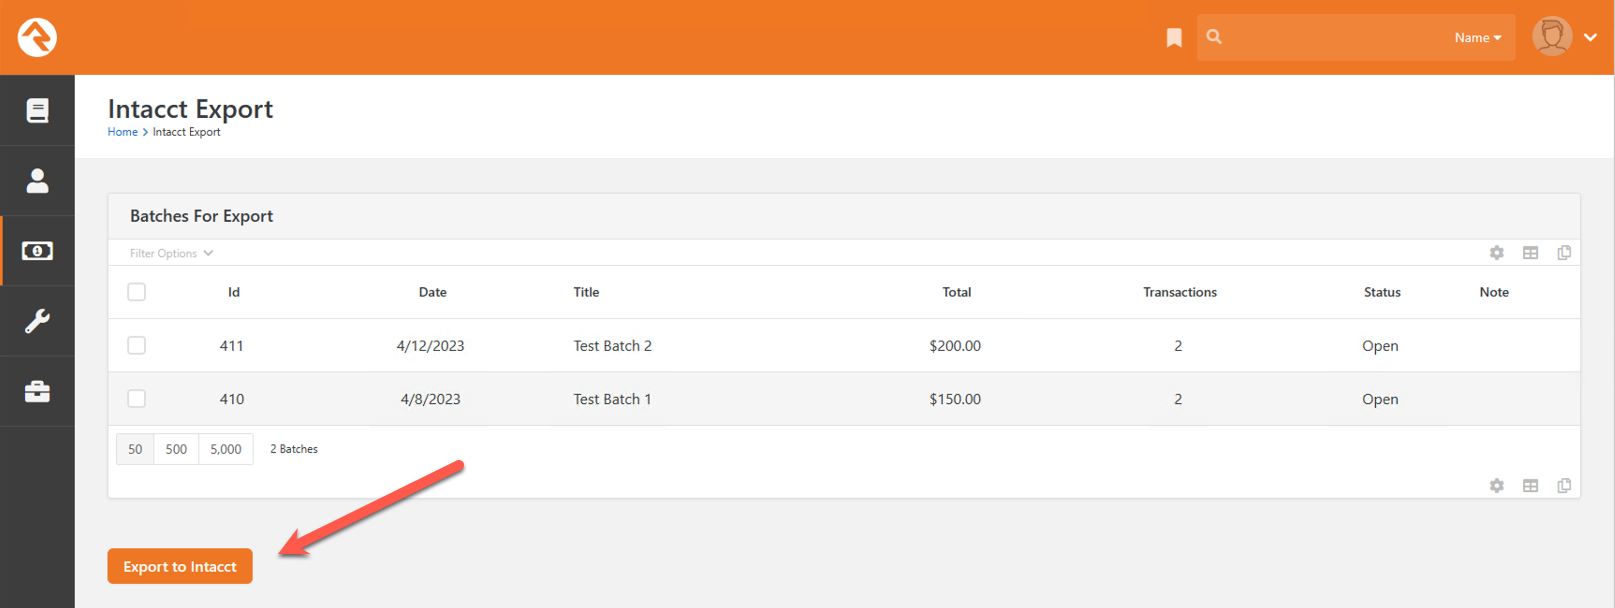 Name
Intacct Export
Home > Intacct Export
Batches For Export
Filter Options
Id Date Title Total Transactions Status Note
411 4/12/2023 Test Batch 2 $200.00 2 Open
410 4/8/2023 Test Batch 1 $150.00 2 Open
50 500 5,000 2 Batches
Export to Intacct